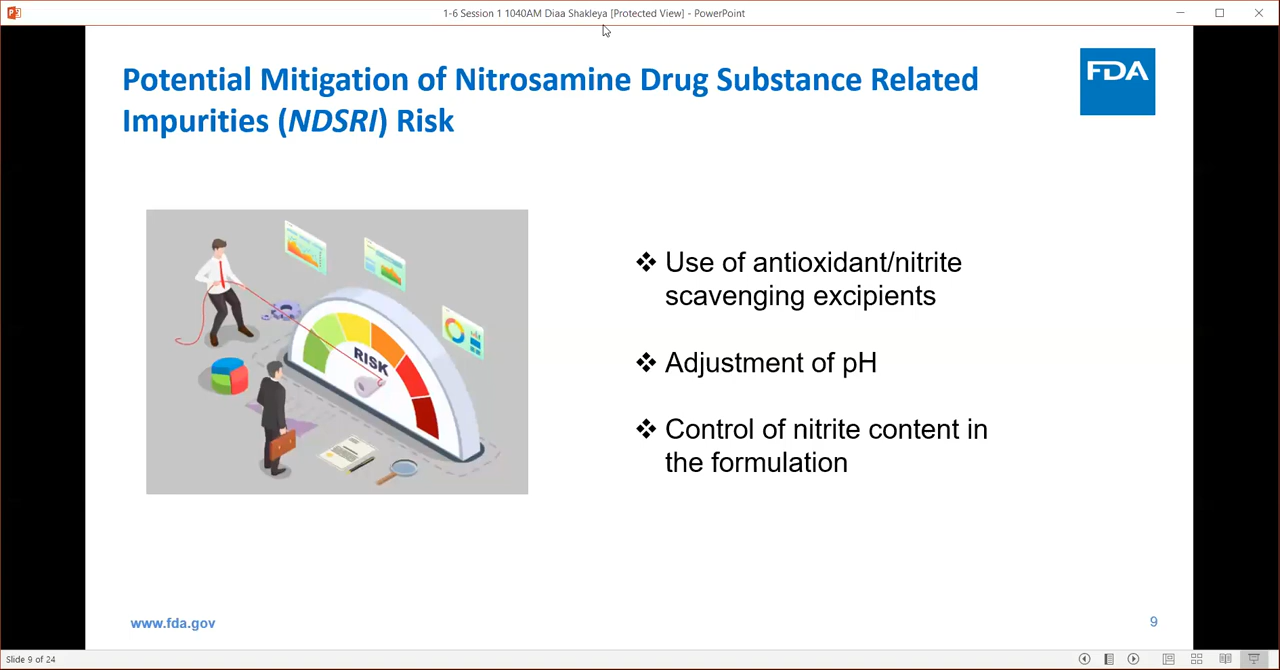 1-6 Session 1 1040AM Diaa Shakleya [Protected View] - PowerPoint
Potential Mitigation of Nitrosamine Drug Substance Related
Impurities (NDSRI) Risk
FDA
RISK
❖ Use of antioxidant/nitrite
scavenging excipients
❖ Adjustment of pH
❖ Control of nitrite content in
the formulation
www.fda.gov
9
Slide 9 of 24